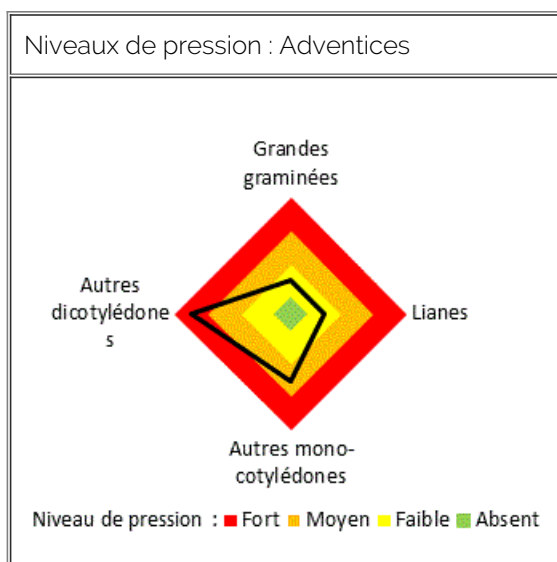 Niveaux de pression : Adventices
Grandes
graminées
Autres
dicotylédone
s
Lianes
Autres mono-
cotylédones
Niveau de pression : Fort Moyen Faible Absent